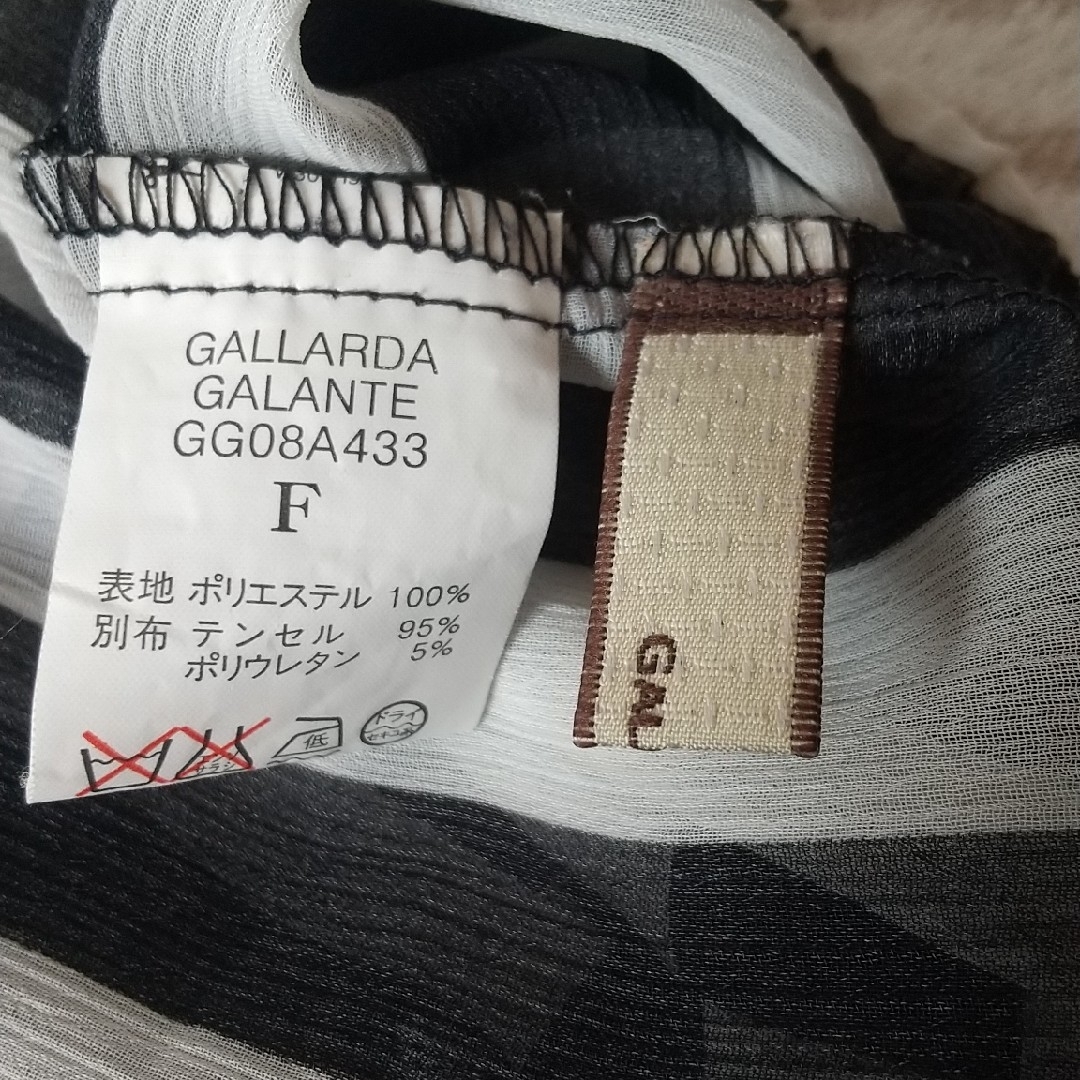 GALLARDA
GALANTE
GG08A433
F
表地 ポリエステル 100%
別布 テンセル 95%
ポリウレタン 5%
低
ドライ
GAL